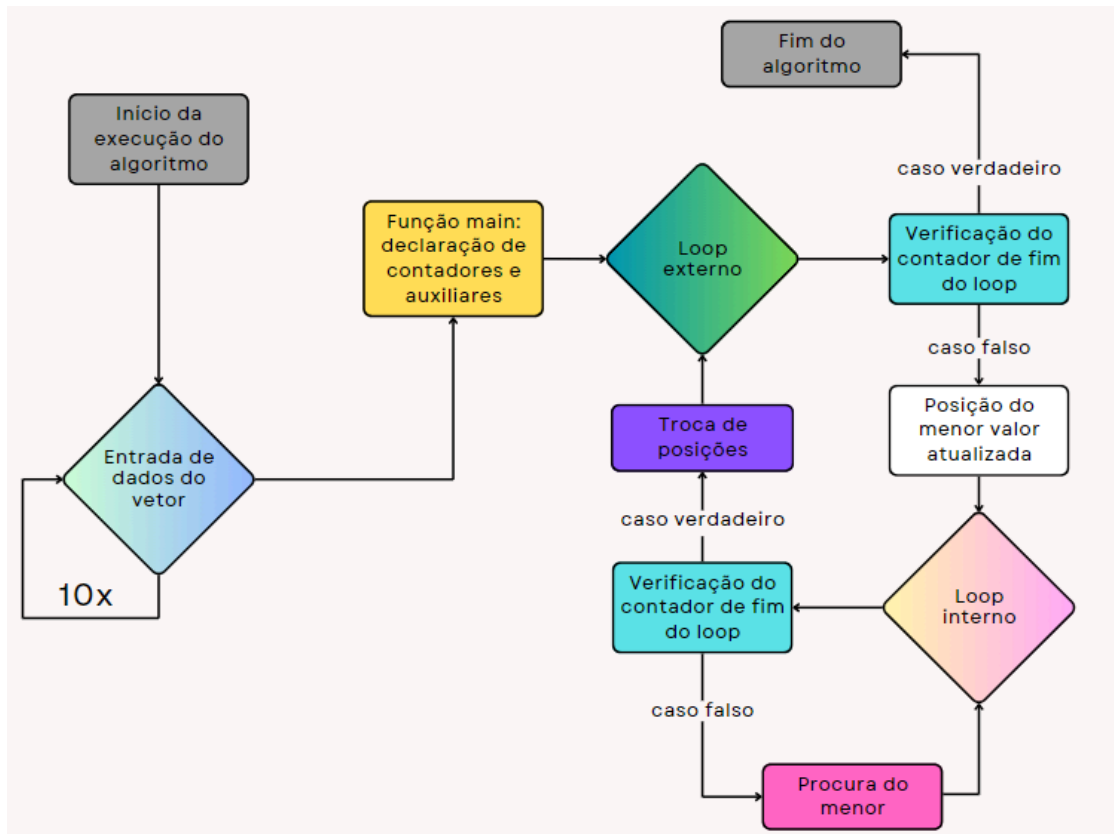 Início da
execução do
algoritmo
Entrada de
dados do
vetor
10x
Função main:
declaração de
contadores e
auxiliares
Loop
externo
Verificação do
contador de fim
do loop
caso verdadeiro
Fim do
algoritmo
caso falso
Posição do
menor valor
atualizada
Loop
interno
Verificação do
contador de fim
do loop
caso verdadeiro
Troca de
posições
caso falso
Procura do
menor